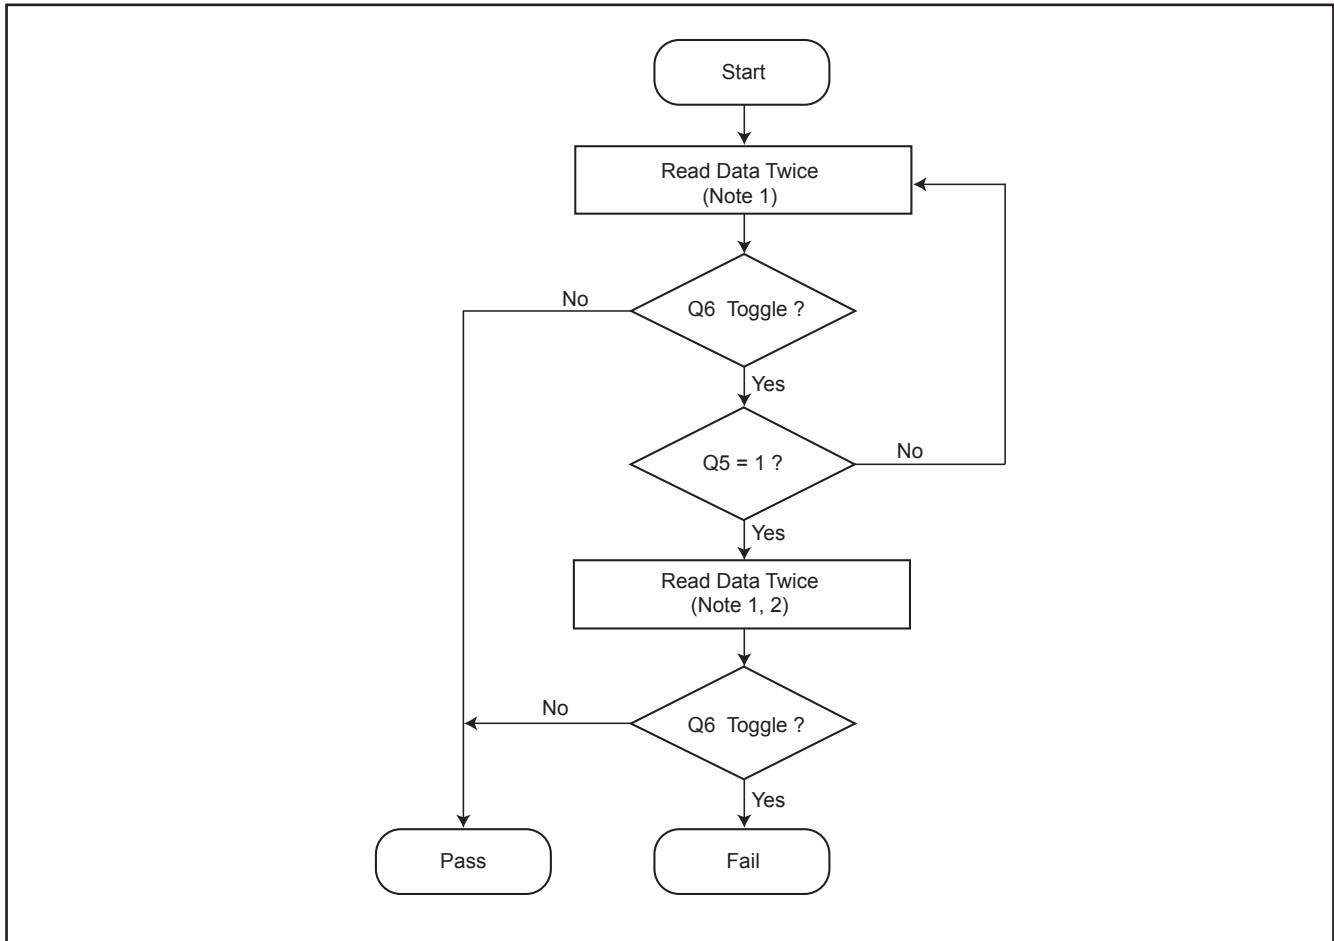 Start
Read Data Twice
(Note 1)
No
Q6 Toggle ?
Yes
Q5 = 1 ?
No
Yes
Read Data Twice
(Note 1, 2)
No
Q6 Toggle ?
Yes
Pass
Fail